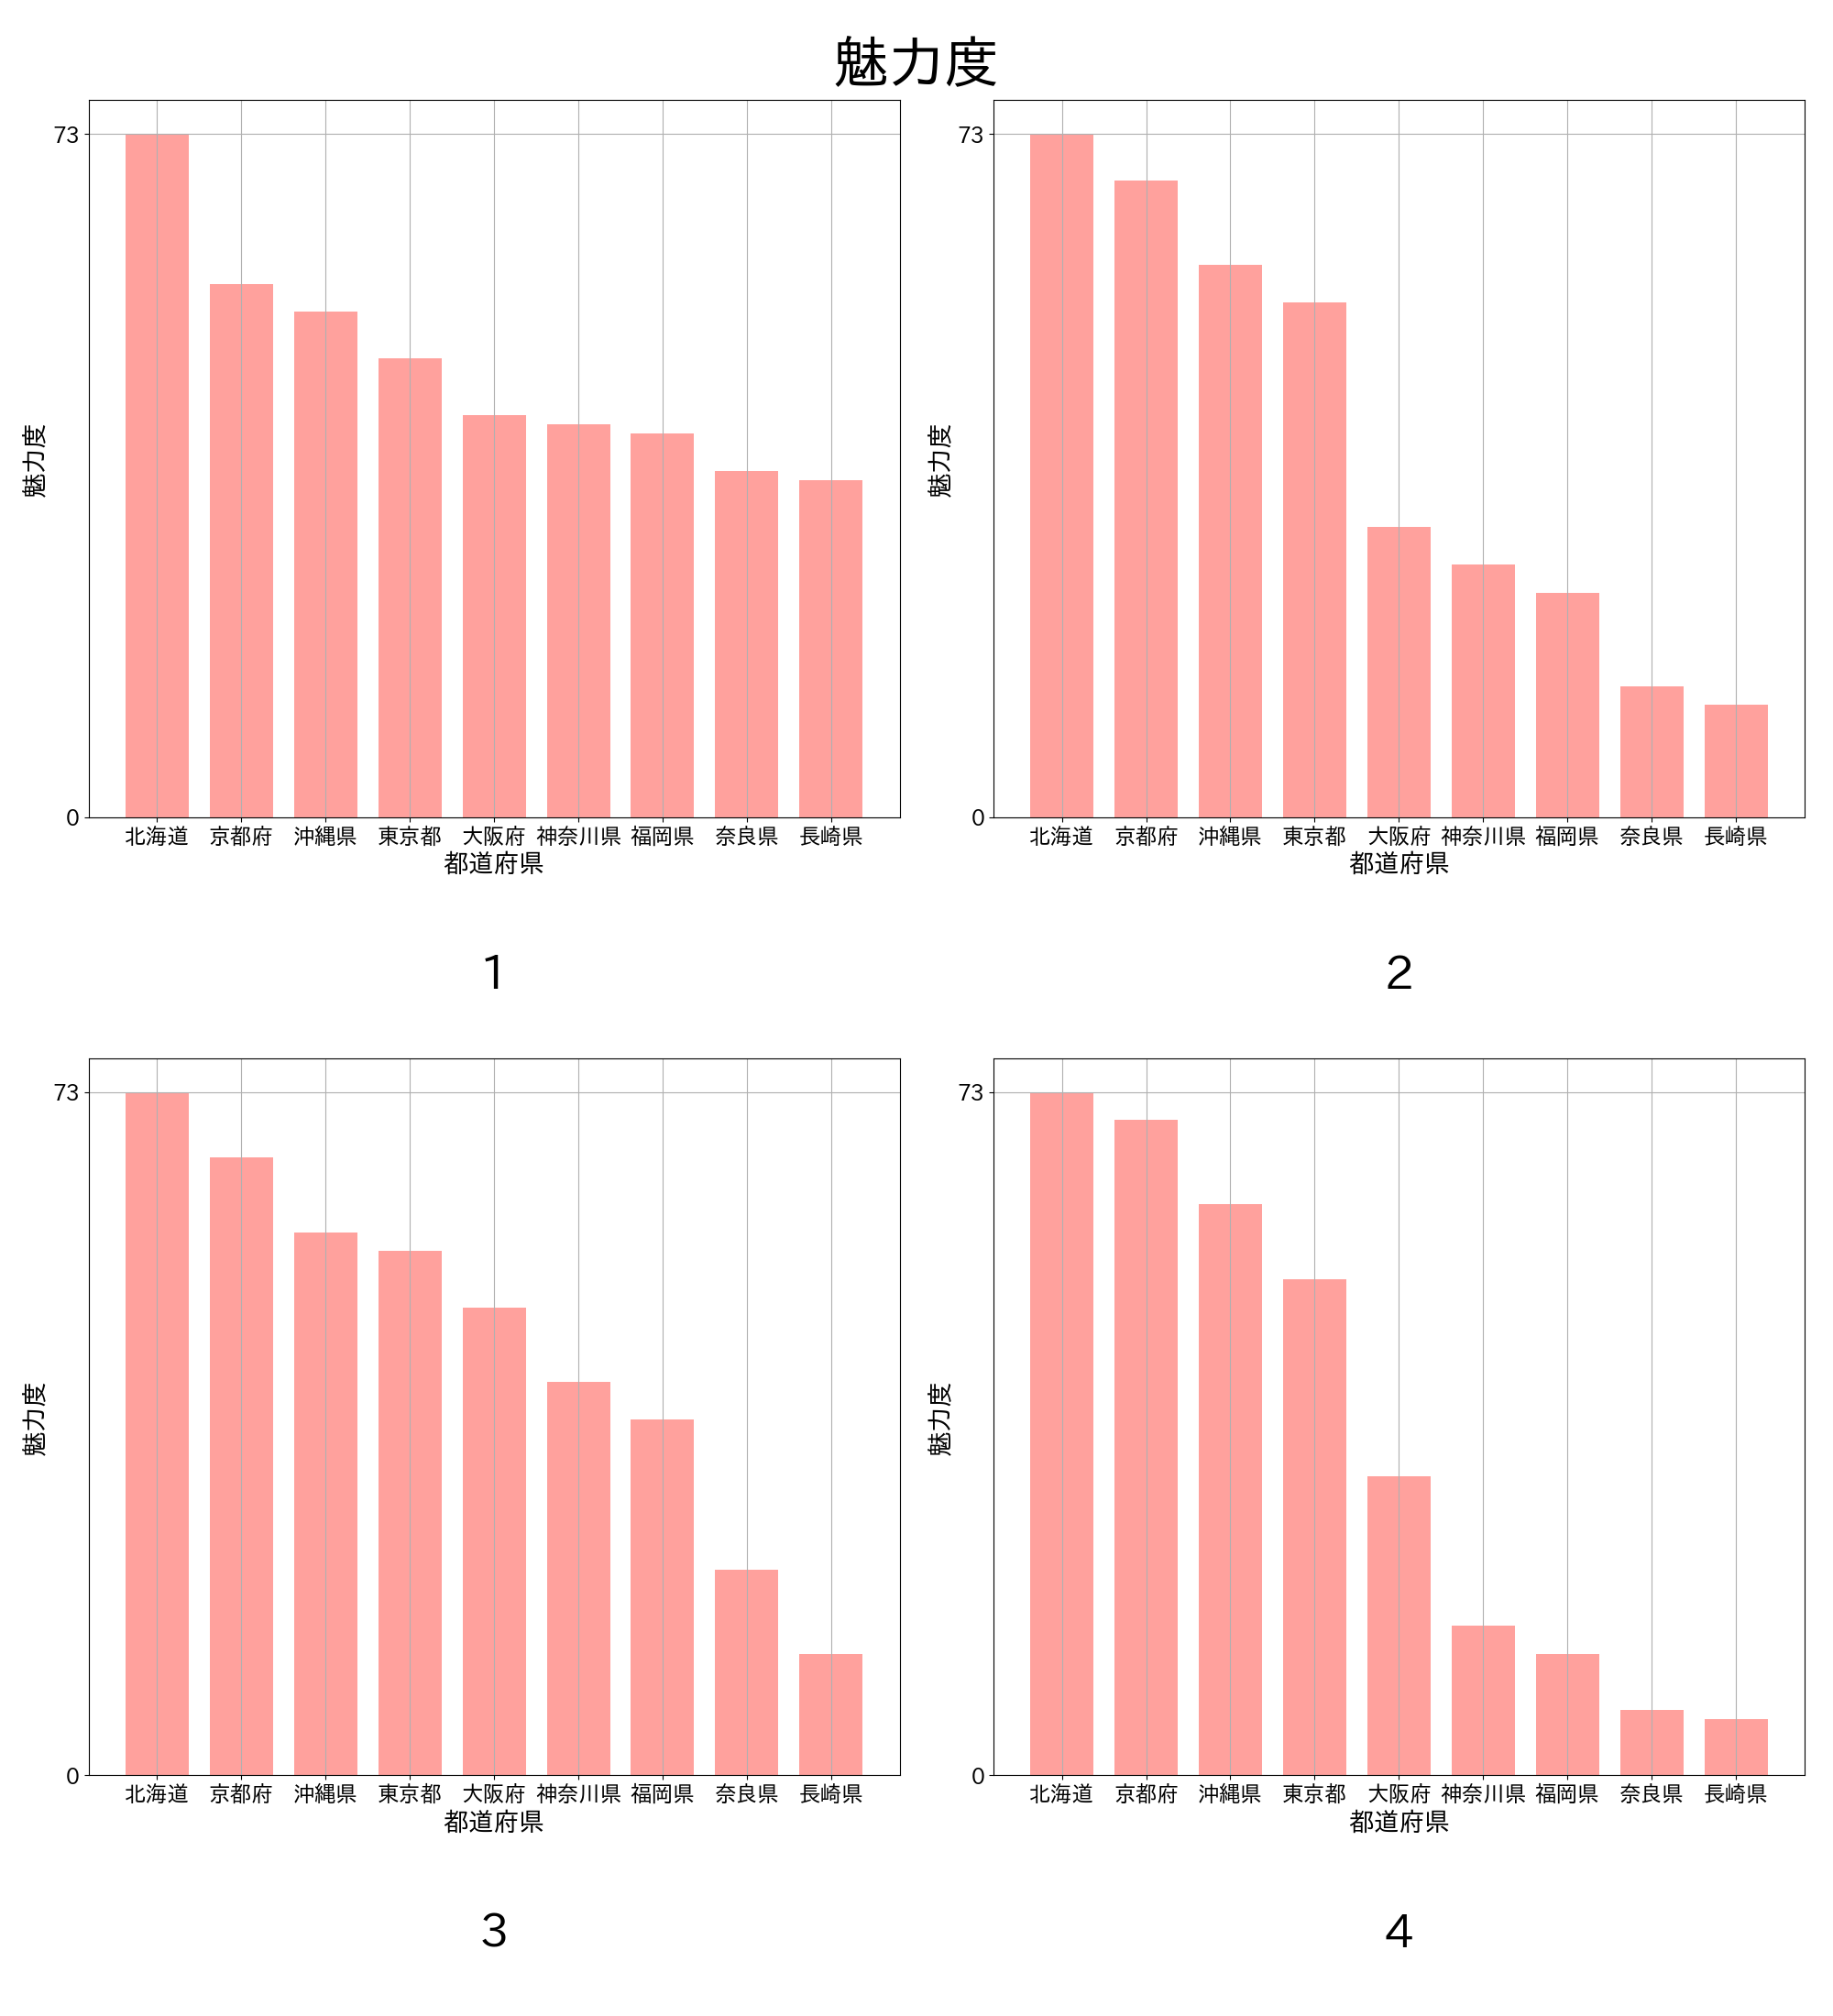 魅力度
73
0
魅力度
北海道 京都府 沖縄県 東京都 大阪府 神奈川県 福岡県 奈良県 長崎県
都道府県
1
73
0
魅力度
北海道 京都府 沖縄県 東京都 大阪府 神奈川県 福岡県 奈良県 長崎県
都道府県
2
73
0
魅力度
北海道 京都府 沖縄県 東京都 大阪府 神奈川県 福岡県 奈良県 長崎県
都道府県
3
73
0
魅力度
北海道 京都府 沖縄県 東京都 大阪府 神奈川県 福岡県 奈良県 長崎県
都道府県
4